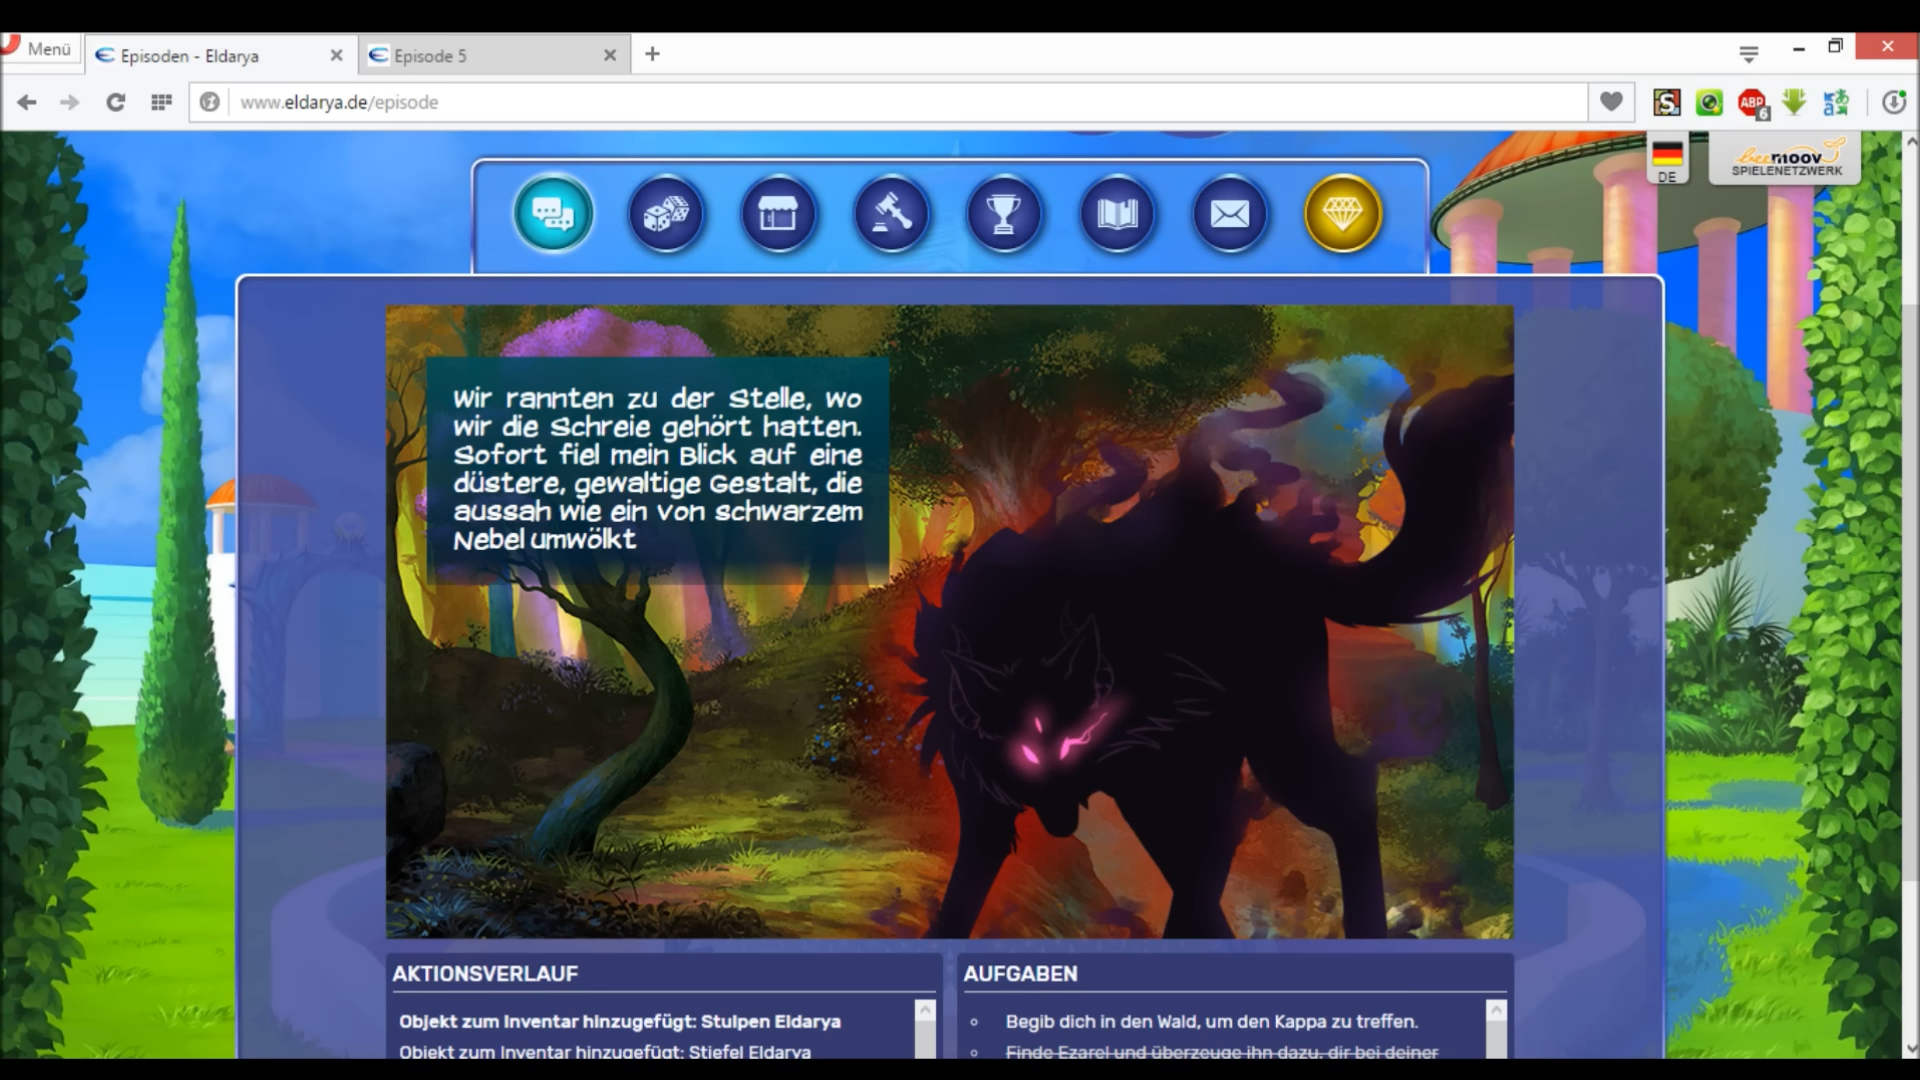 Menü
Episoden - Eldarya
Episode 5
www.eldarya.de/episode
ABP
6
DE
beemoov
SPIELENETZWERK
Wir rannten zu der Stelle, wo
wir die Schreie gehört hatten.
Sofort fiel mein Blick auf eine
düstere, gewaltige Gestalt, die
aussah wie ein von schwarzem
Nebel umwölkt
AKTIONSVERLAUF
Objekt zum Inventar hinzugefügt: Stulpen Eldarya
Objekt zum Inventar hinzugefügt: Stiefel Eldarya
AUFGABEN
Begib dich in den Wald, um den Kappa zu treffen.
Finde Ezarel und überzeuge ihn dazu, dir bei deiner